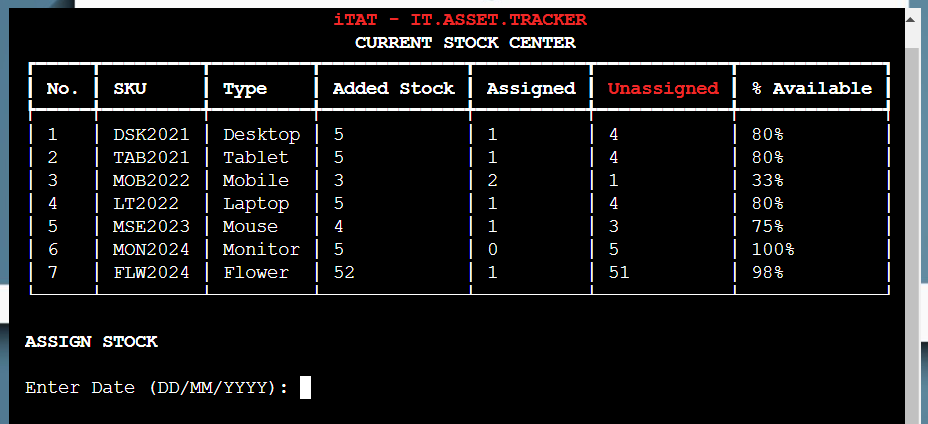 iTAT - IT.ASSET.TRACKER
CURRENT STOCK CENTER
No. SKU Type Added Stock Assigned Unassigned % Available
1 DSK2021 Desktop 5 1 4 80%
2 TAB2021 Tablet 5 1 4 80%
3 MOB2022 Mobile 3 2 1 33%
4 LT2022 Laptop 5 1 4 80%
5 MSE2023 Mouse 4 1 3 75%
6 MON2024 Monitor 5 0 5 100%
7 FLW2024 Flower 52 1 51 98%
ASSIGN STOCK
Enter Date (DD/MM/YYYY):